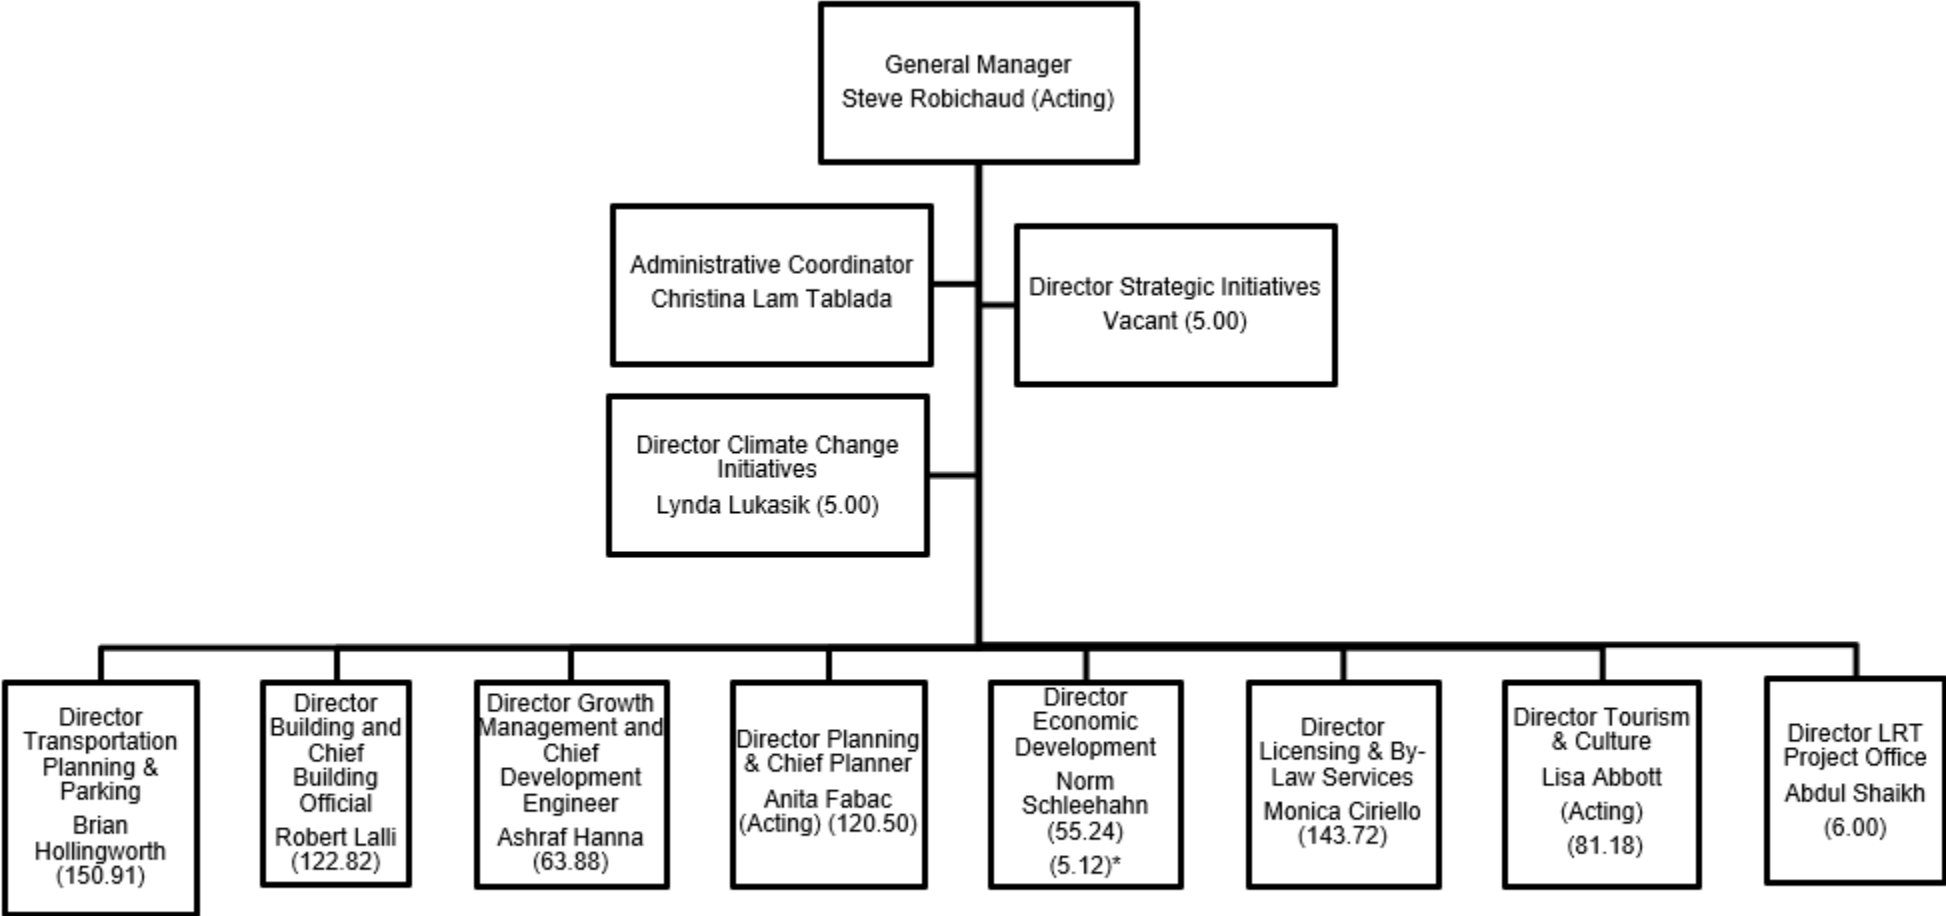 General Manager
Steve Robichaud (Acting)
Administrative Coordinator
Christina Lam Tablada
Director Strategic Initiatives
Vacant (5.00)
Director Climate Change
Initiatives
Lynda Lukasik (5.00)
Director
Transportation
Planning &
Parking
Brian
Hollingworth
(150.91)
Director
Building and
Chief
Building
Official
Robert Lalli
(122.82)
Director Growth
Management and
Chief
Development
Engineer
Ashraf Hanna
(63.88)
Director Planning
& Chief Planner
Anita Fabac
(Acting) (120.50)
Director
Economic
Development
Norm
Schleehahn
(55.24)
(5.12)*
Director
Licensing & By-
Law Services
Monica Ciriello
(143.72)
Director Tourism
& Culture
Lisa Abbott
(Acting)
(81.18)
Director LRT
Project Office
Abdul Shaikh
(6.00)